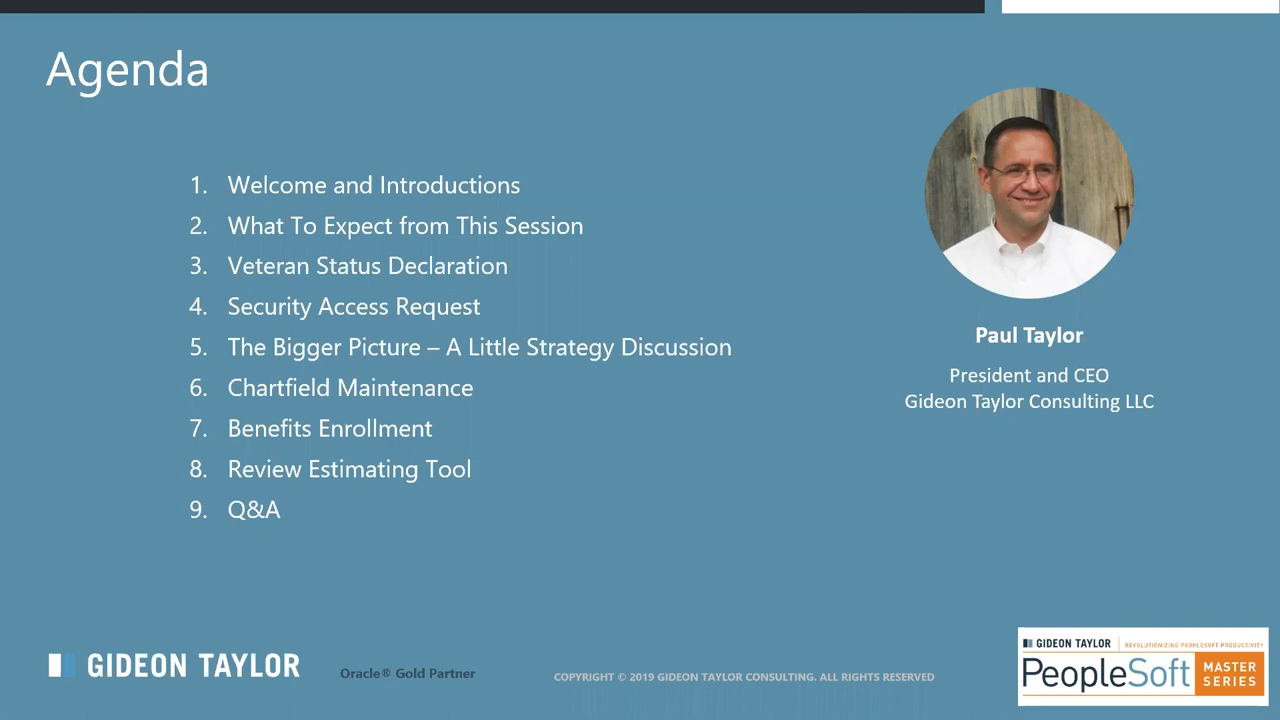 Agenda
1. Welcome and Introductions
2. What To Expect from This Session
3. Veteran Status Declaration
4. Security Access Request
5. The Bigger Picture – A Little Strategy Discussion
6. Chartfield Maintenance
7. Benefits Enrollment
8. Review Estimating Tool
9. Q&A
Paul Taylor
President and CEO
Gideon Taylor Consulting LLC
GIDEON TAYLOR
Oracle® Gold Partner
COPYRIGHT © 2019 GIDEON TAYLOR CONSULTING. ALL RIGHTS RESERVED
GIDEON TAYLOR REVOLUTIONIZING PEOPLESOFT PRODUCTIVITY
PeopleSoft MASTER SERIES